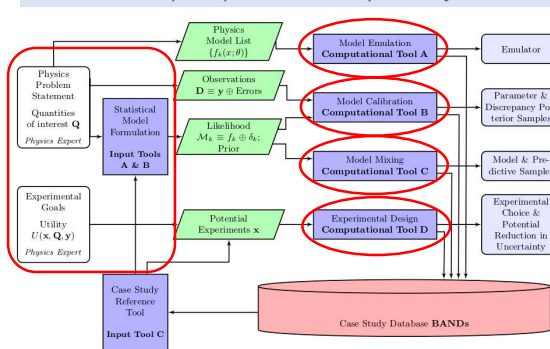 Physics
Model List
{f_k(x; θ)}
Model Emulation
Computational Tool A
Emulator
Physics
Problem
Statement
Quantities
of interest Q
Physics Expert
Statistical
Model
Formulation
Input Tools
A & B
Observations
D ≡ y ⊕ Errors
Likelihood
M_k ≡ f_k ⊕ δ_k;
Prior
Model Calibration
Computational Tool B
Parameter &
Discrepancy Po-
terior Samples
Model Mixing
Computational Tool C
Model & Pre-
dictive Samples
Experimental
Goals
Utility
U(x, Q, y)
Physics Expert
Potential
Experiments x
Experimental Design
Computational Tool D
Experimental
Choice &
Potential
Reduction in
Uncertainty
Case Study
Reference
Tool
Input Tool C
Case Study Database BANDs